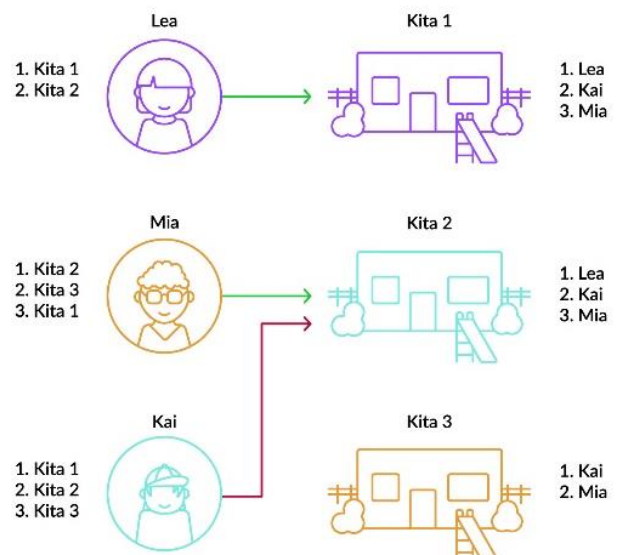 Lea
Kita 1
1. Kita 1
2. Kita 2
1. Lea
2. Kai
3. Mia
Mia
Kita 2
1. Kita 2
2. Kita 3
3. Kita 1
1. Lea
2. Kai
3. Mia
Kai
Kita 3
1. Kita 1
2. Kita 2
3. Kita 3
1. Kai
2. Mia